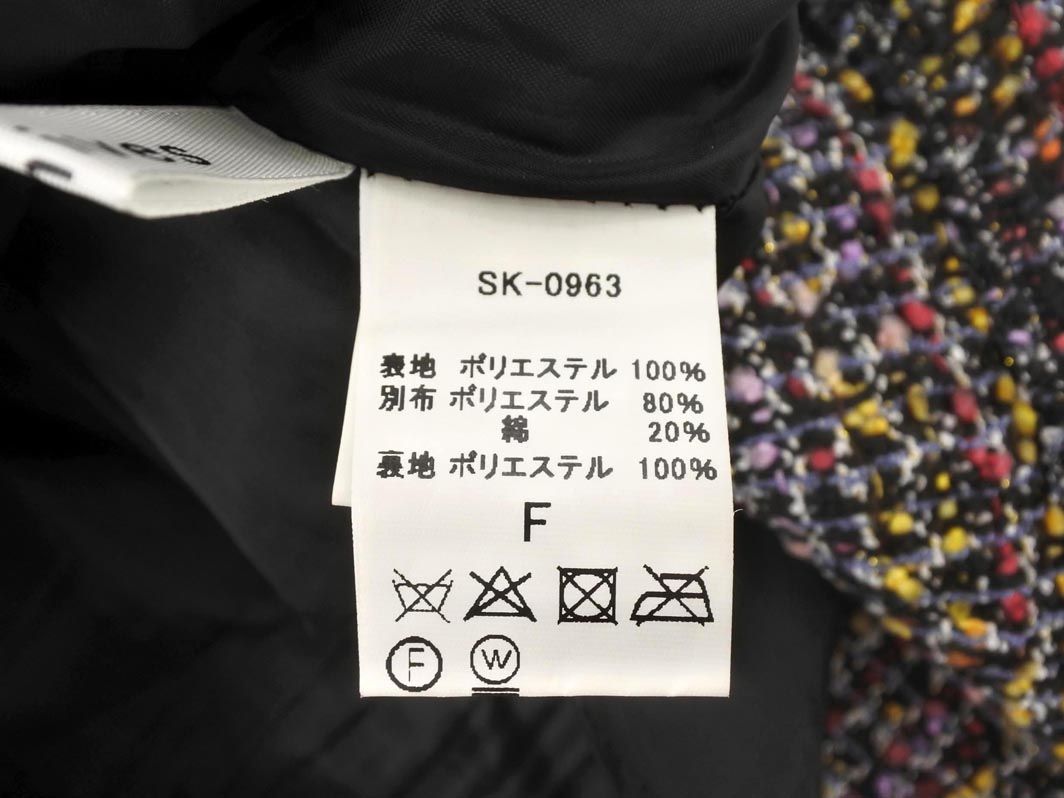 SK-0963
表地 ポリエステル 100%
別布 ポリエステル 80%
綿 20%
裏地 ポリエステル 100%
F
F W